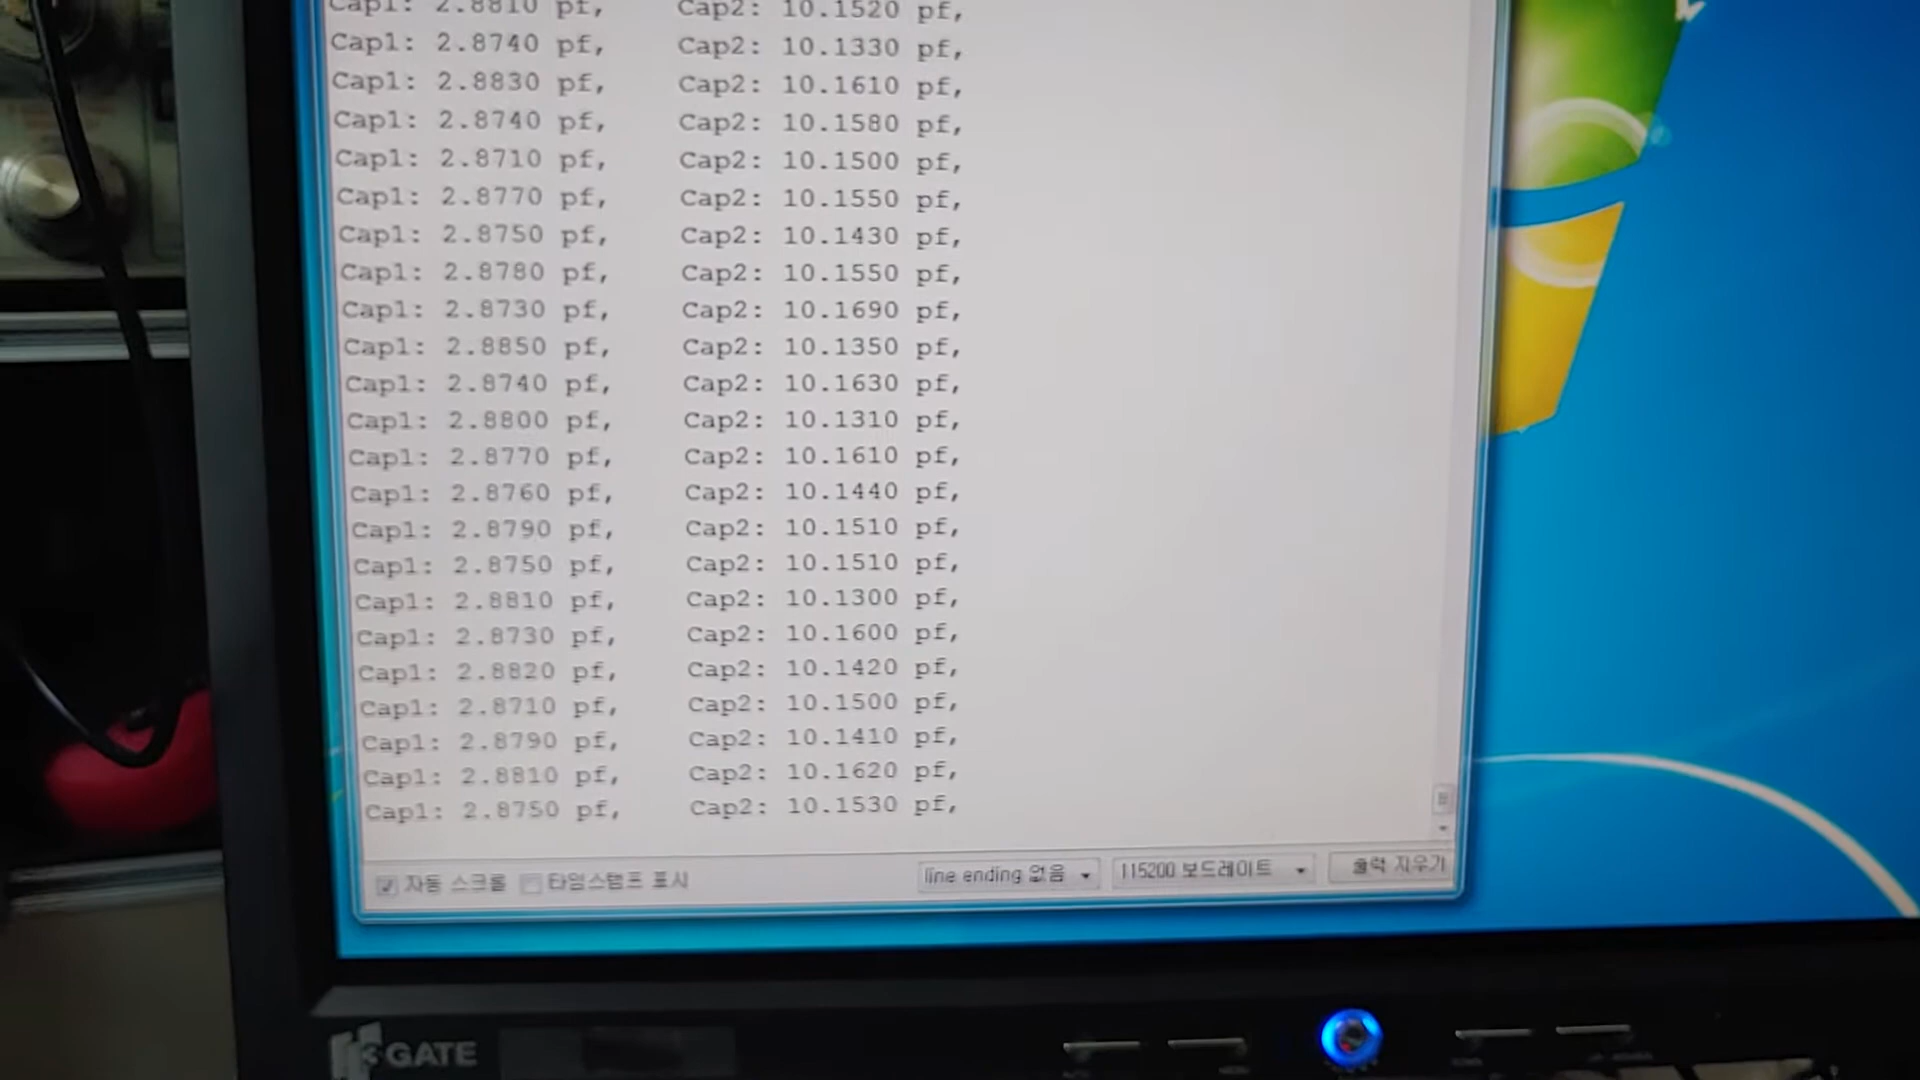 Cap1: 2.8810 pf, Cap2: 10.1520 pf,
Cap1: 2.8740 pf, Cap2: 10.1330 pf,
Cap1: 2.8830 pf, Cap2: 10.1610 pf,
Cap1: 2.8740 pf, Cap2: 10.1580 pf,
Cap1: 2.8710 pf, Cap2: 10.1500 pf,
Cap1: 2.8770 pf, Cap2: 10.1550 pf,
Cap1: 2.8750 pf, Cap2: 10.1430 pf,
Cap1: 2.8780 pf, Cap2: 10.1550 pf,
Cap1: 2.8730 pf, Cap2: 10.1690 pf,
Cap1: 2.8850 pf, Cap2: 10.1350 pf,
Cap1: 2.8740 pf, Cap2: 10.1630 pf,
Cap1: 2.8800 pf, Cap2: 10.1310 pf,
Cap1: 2.8770 pf, Cap2: 10.1610 pf,
Cap1: 2.8760 pf, Cap2: 10.1440 pf,
Cap1: 2.8790 pf, Cap2: 10.1510 pf,
Cap1: 2.8750 pf, Cap2: 10.1510 pf,
Cap1: 2.8810 pf, Cap2: 10.1300 pf,
Cap1: 2.8730 pf, Cap2: 10.1600 pf,
Cap1: 2.8820 pf, Cap2: 10.1420 pf,
Cap1: 2.8710 pf, Cap2: 10.1500 pf,
Cap1: 2.8790 pf, Cap2: 10.1410 pf,
Cap1: 2.8810 pf, Cap2: 10.1620 pf,
Cap1: 2.8750 pf, Cap2: 10.1530 pf,
자동 스크롤 타임스탬프 표시 line ending 없음 115200 보드레이트 출력 지우기
GATE